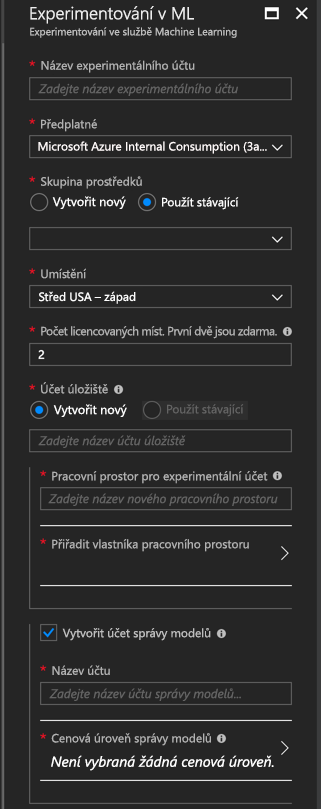 Experimentování v ML
Experimentování ve službě Machine Learning
* Název experimentálního účtu
Zadejte název experimentálního účtu
* Předplatné
Microsoft Azure Internal Consumption (3a...
* Skupina prostředků
Vytvořit nový Použít stávající
* Umístění
Střed USA – západ
* Počet licencovaných míst. První dvě jsou zdarma.
2
* Účet úložiště
Vytvořit nový Použít stávající
Zadejte název účtu úložiště
* Pracovní prostor pro experimentální účet
Zadejte název nového pracovního prostoru
* Přiřadit vlastníka pracovního prostoru
Vytvořit účet správy modelů
* Název účtu
Zadejte název účtu správy modelů...
* Cenová úroveň správy modelů
Není vybraná žádná cenová úroveň.